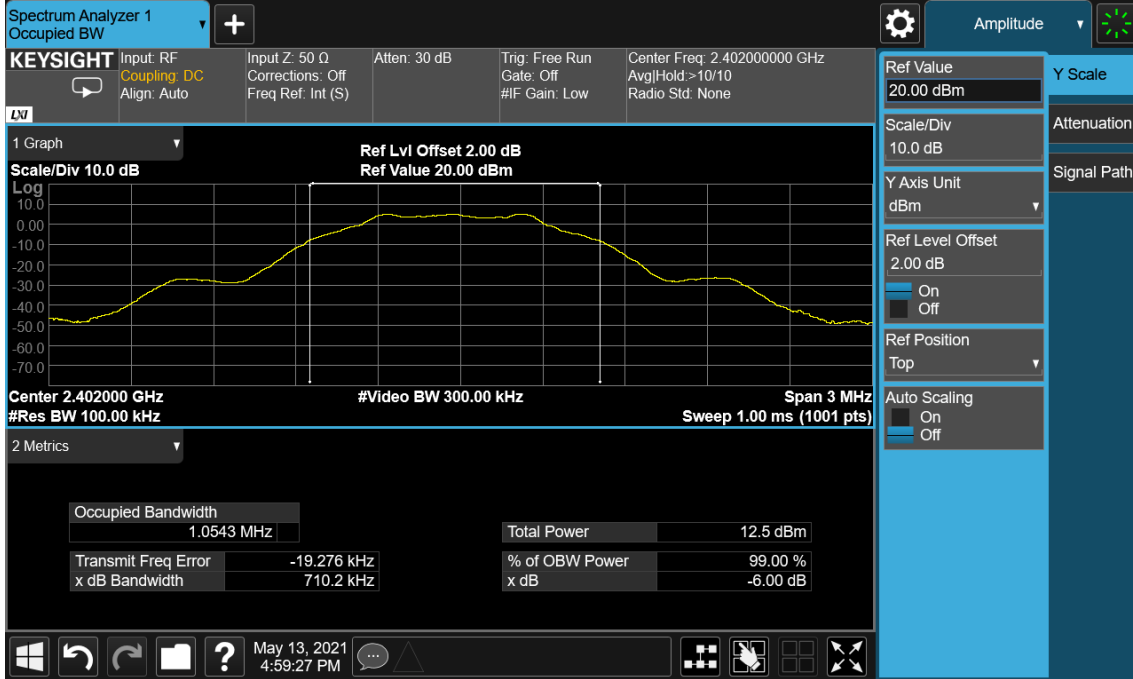 Spectrum Analyzer 1
Occupied BW
Amplitude
KEYSIGHT
Input: RF
Coupling: DC
Align: Auto
Input Z: 50 Ω
Corrections: Off
Freq Ref: Int (S)
Atten: 30 dB
Trig: Free Run
Gate: Off
#IF Gain: Low
Center Freq: 2.402000000 GHz
Avg|Hold:>10/10
Radio Std: None
LXI
1 Graph
Scale/Div 10.0 dB
Ref Lvl Offset 2.00 dB
Ref Value 20.00 dBm
Log
10.0
0.00
-10.0
-20.0
-30.0
-40.0
-50.0
-60.0
-70.0
Center 2.402000 GHz
#Video BW 300.00 kHz
Span 3 MHz
#Res BW 100.00 kHz
Sweep 1.00 ms (1001 pts)
2 Metrics
Occupied Bandwidth
1.0543 MHz
Transmit Freq Error -19.276 kHz
x dB Bandwidth 710.2 kHz
Total Power 12.5 dBm
% of OBW Power 99.00 %
x dB -6.00 dB
?
May 13, 2021
4:59:27 PM
Ref Value
20.00 dBm
Scale/Div
10.0 dB
Y Axis Unit
dBm
Ref Level Offset
2.00 dB
On
Off
Ref Position
Top
Auto Scaling
On
Off
Y Scale
Attenuation
Signal Path